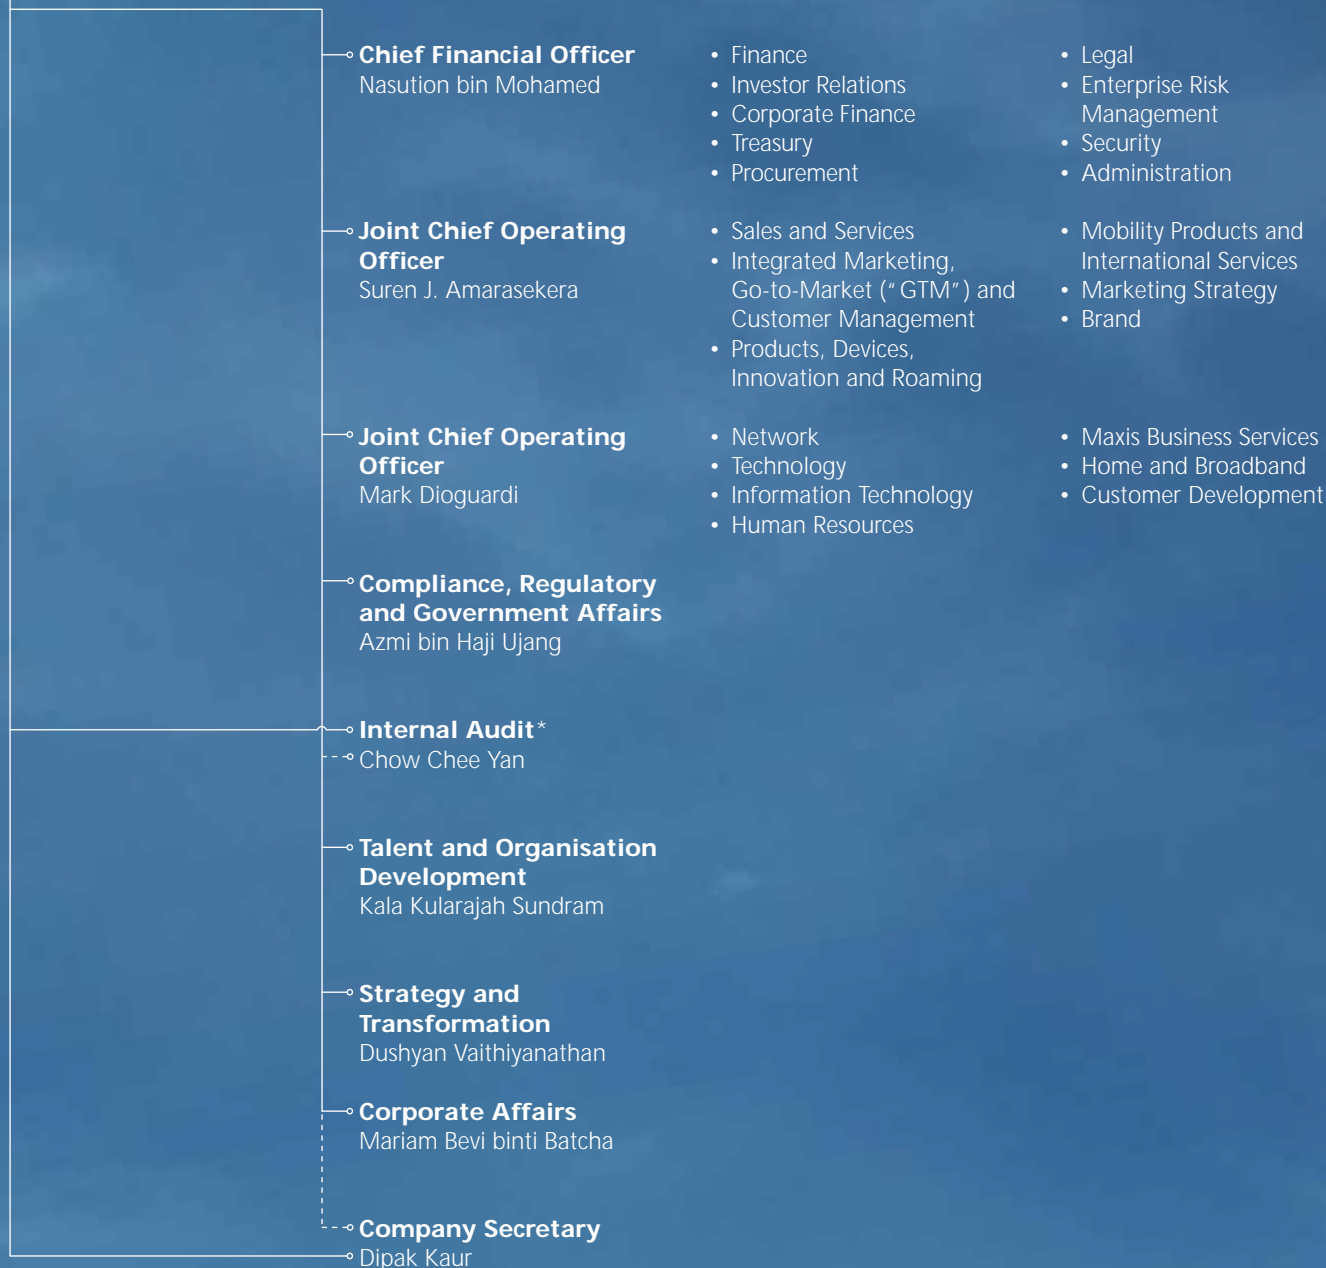 Chief Financial Officer
Nasution bin Mohamed
• Finance
• Investor Relations
• Corporate Finance
• Treasury
• Procurement
• Legal
• Enterprise Risk
Management
• Security
• Administration
Joint Chief Operating
Officer
Suren J. Amarasekera
• Sales and Services
• Integrated Marketing,
Go-to-Market (“GTM”) and
Customer Management
• Products, Devices,
Innovation and Roaming
• Mobility Products and
International Services
• Marketing Strategy
• Brand
Joint Chief Operating
Officer
Mark Dioguardi
• Network
• Technology
• Information Technology
• Human Resources
• Maxis Business Services
• Home and Broadband
• Customer Development
Compliance, Regulatory
and Government Affairs
Azmi bin Haji Ujang
Internal Audit*
Chow Chee Yan
Talent and Organisation
Development
Kala Kularajah Sundram
Strategy and
Transformation
Dushyan Vaithiyanathan
Corporate Affairs
Mariam Bevi binti Batcha
Company Secretary
Dipak Kaur